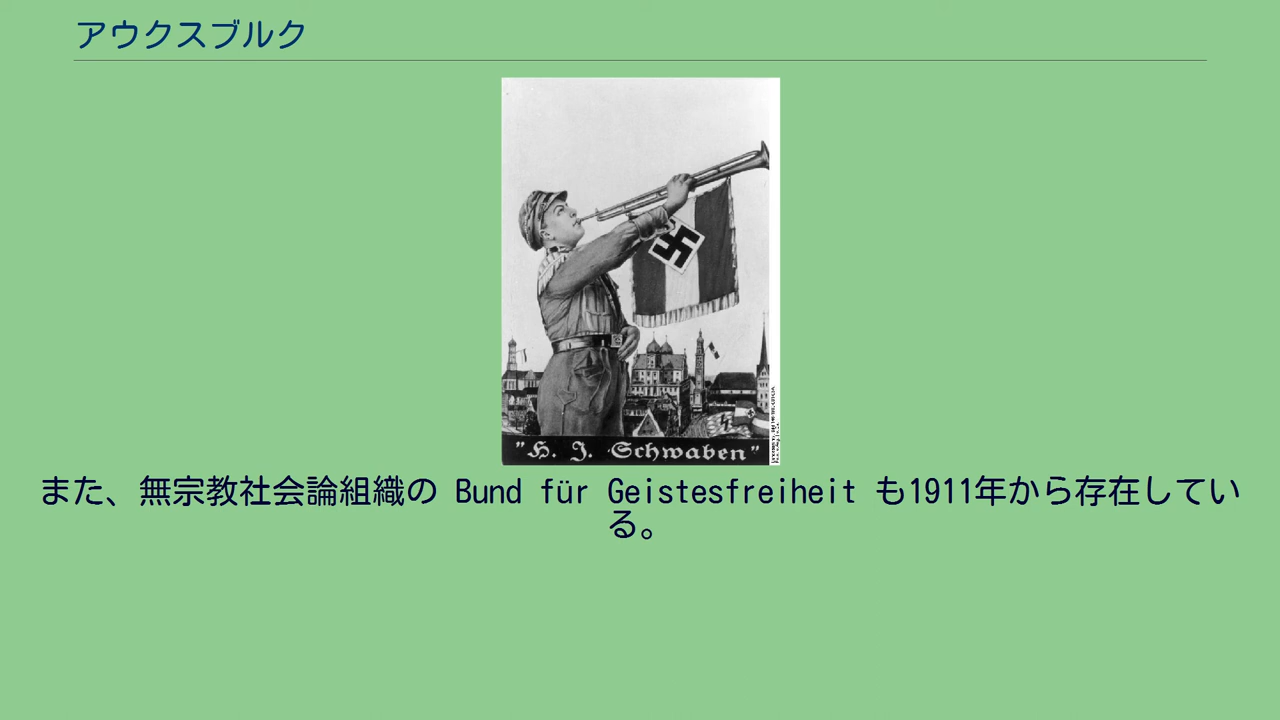 アウクスブルク
"H. J. Schwaben"
また、無宗教社会論組織の Bund für Geistesfreiheit も1911年から存在してい
る。